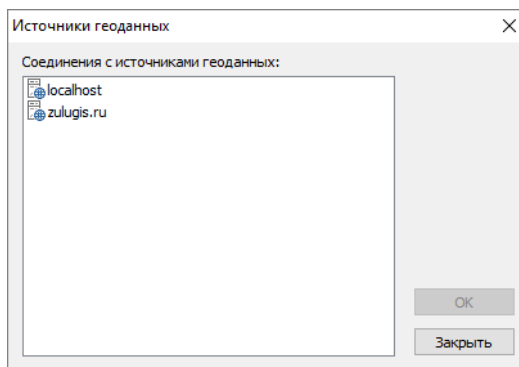 Источники геоданных
Соединения с источниками геоданных:
localhost
zulugis.ru
OK
Закрыть